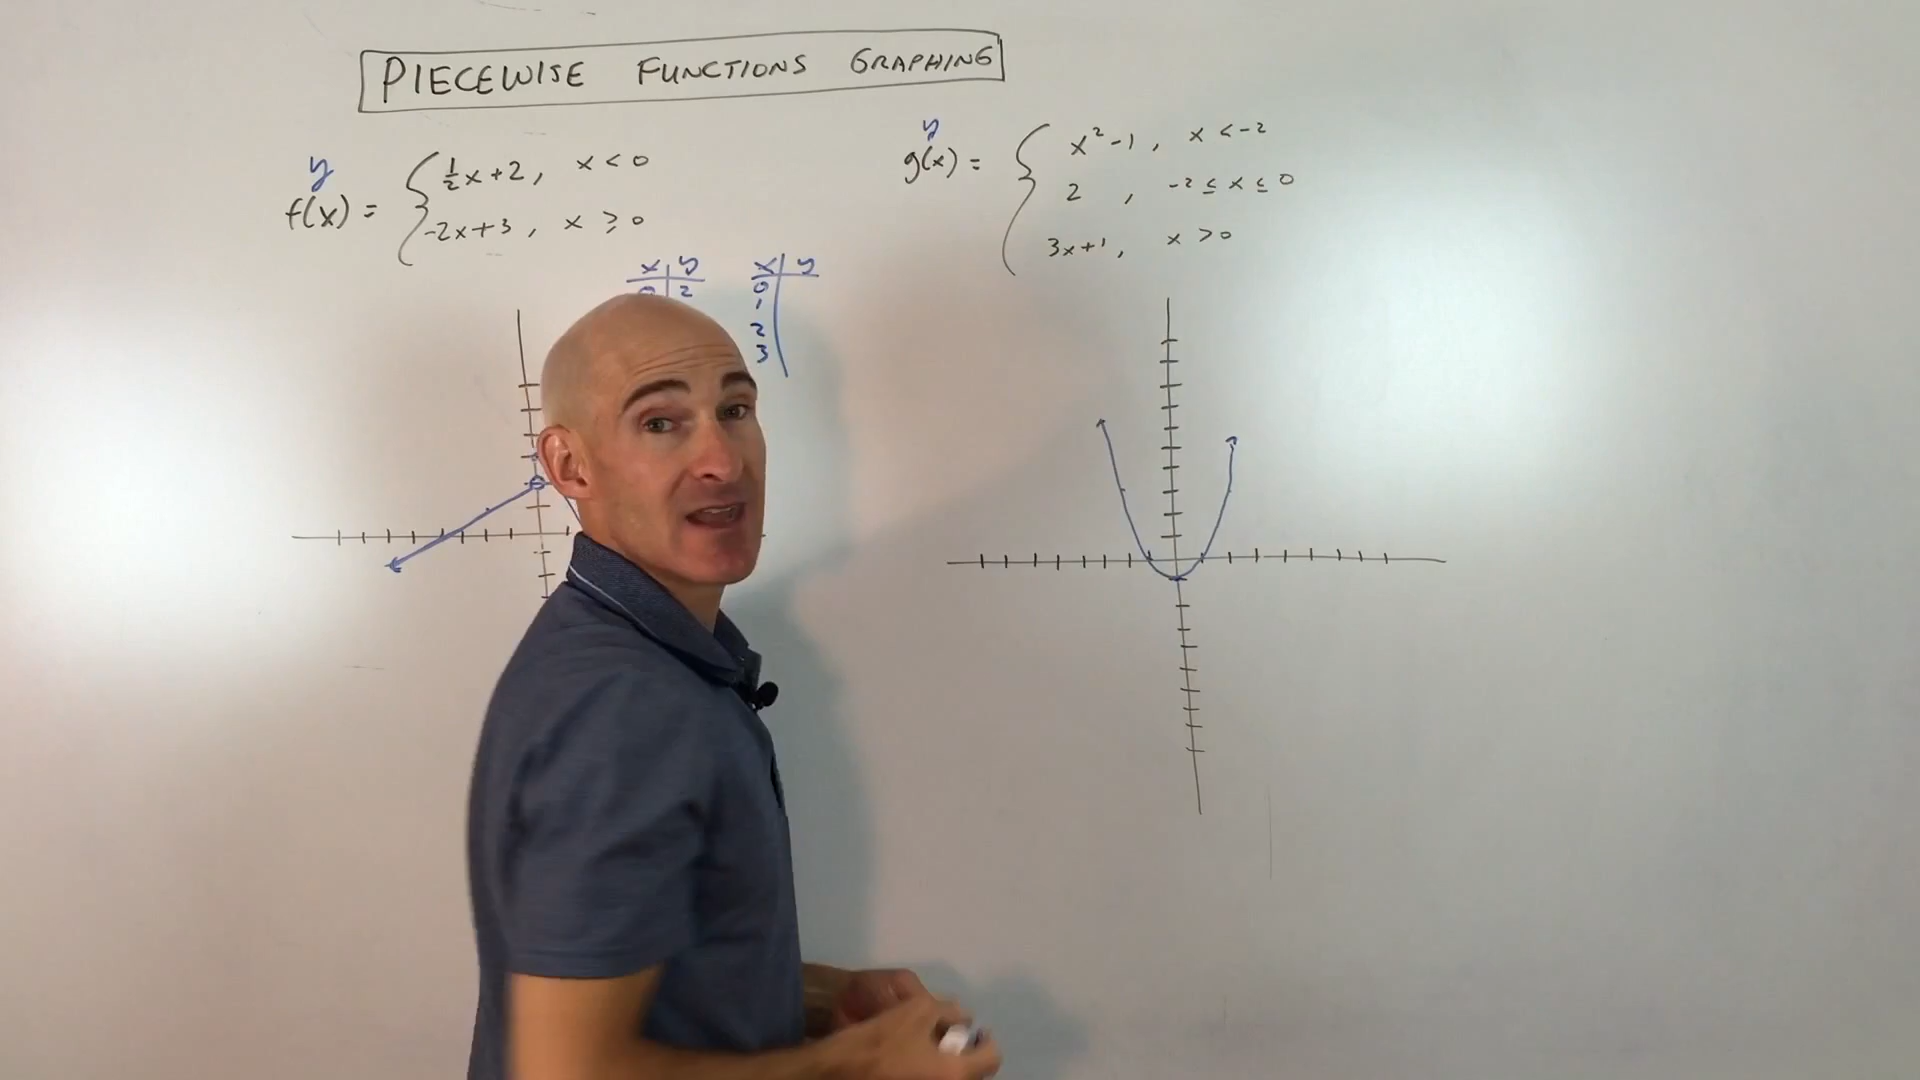 PIECEWISE FUNCTIONS GRAPHING
y
f(x) = { ½x+2, x < 0
-2x+3, x ≥ 0
x y
0 2
x y
0
1
2
3
y
g(x) = { x²-1, x < -2
2, -2 ≤ x ≤ 0
3x+1, x > 0